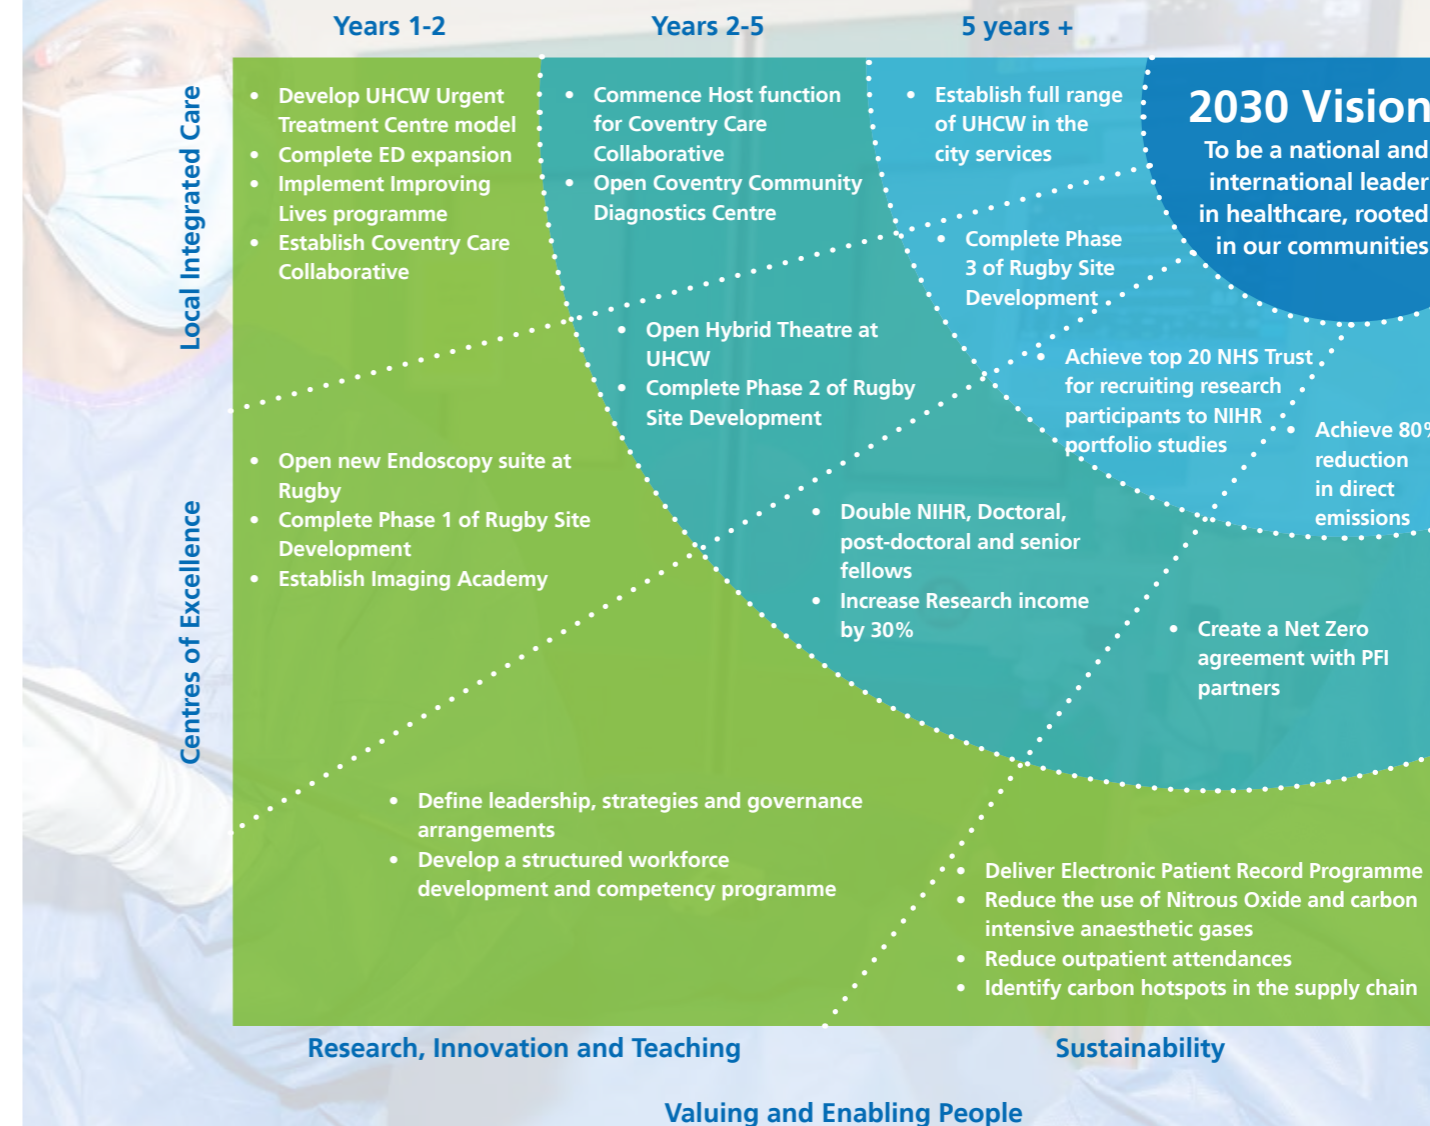 Years 1-2
Years 2-5
5 years +
Local Integrated Care
• Develop UHCW Urgent
Treatment Centre model
• Complete ED expansion
• Implement Improving
Lives programme
• Establish Coventry Care
Collaborative
• Commence Host function
for Coventry Care
Collaborative
• Open Coventry Community
Diagnostics Centre
• Establish full range
of UHCW in the
city services
2030 Vision
To be a national and
international leader
in healthcare, rooted
in our communities
Centres of Excellence
• Open new Endoscopy suite at
Rugby
• Complete Phase 1 of Rugby Site
Development
• Establish Imaging Academy
• Open Hybrid Theatre at
UHCW
• Complete Phase 2 of Rugby
Site Development
• Complete Phase
3 of Rugby Site
Development
• Define leadership, strategies and governance
arrangements
• Develop a structured workforce
development and competency programme
• Double NIHR, Doctoral,
post-doctoral and senior
fellows
• Increase Research income
by 30%
• Achieve top 20 NHS Trust
for recruiting research
participants to NIHR
portfolio studies
• Deliver Electronic Patient Record Programme
• Reduce the use of Nitrous Oxide and carbon
intensive anaesthetic gases
• Reduce outpatient attendances
• Identify carbon hotspots in the supply chain
• Create a Net Zero
agreement with PFI
partners
• Achieve 80%
reduction
in direct
emissions
Research, Innovation and Teaching
Sustainability
Valuing and Enabling People